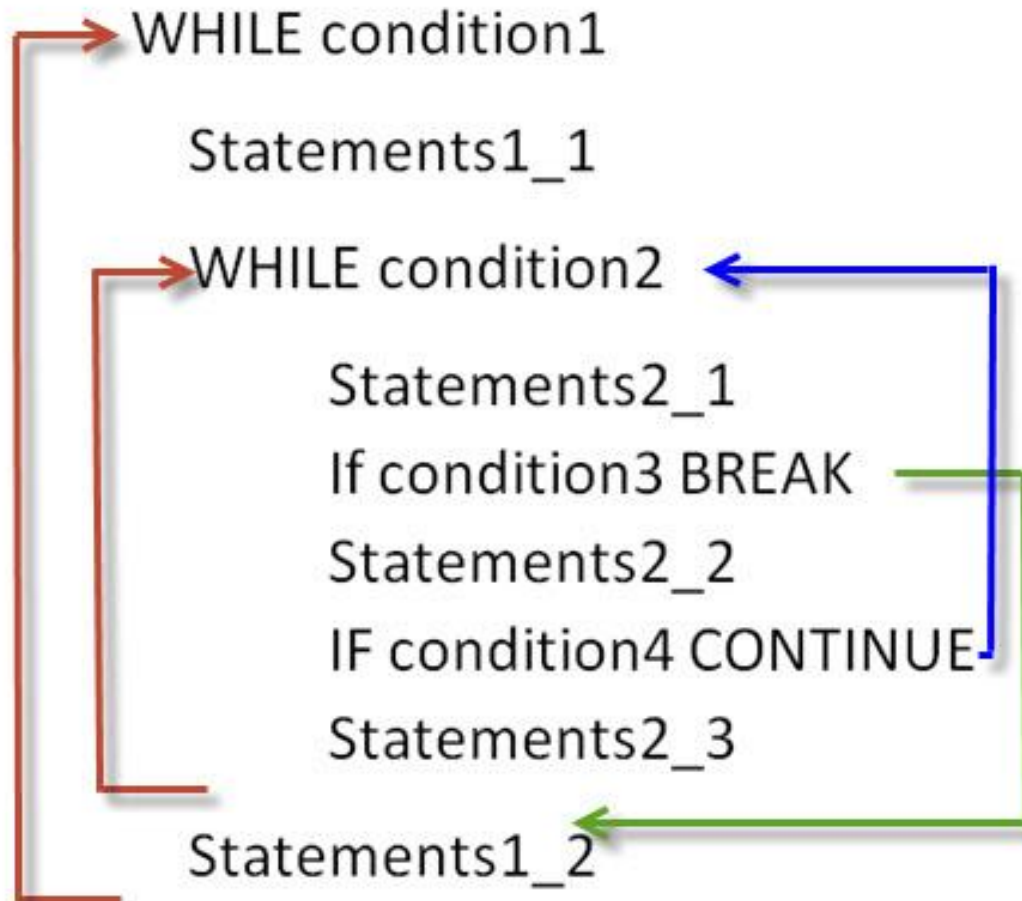 WHILE condition1
Statements1_1
WHILE condition2
Statements2_1
If condition3 BREAK
Statements2_2
IF condition4 CONTINUE
Statements2_3
Statements1_2